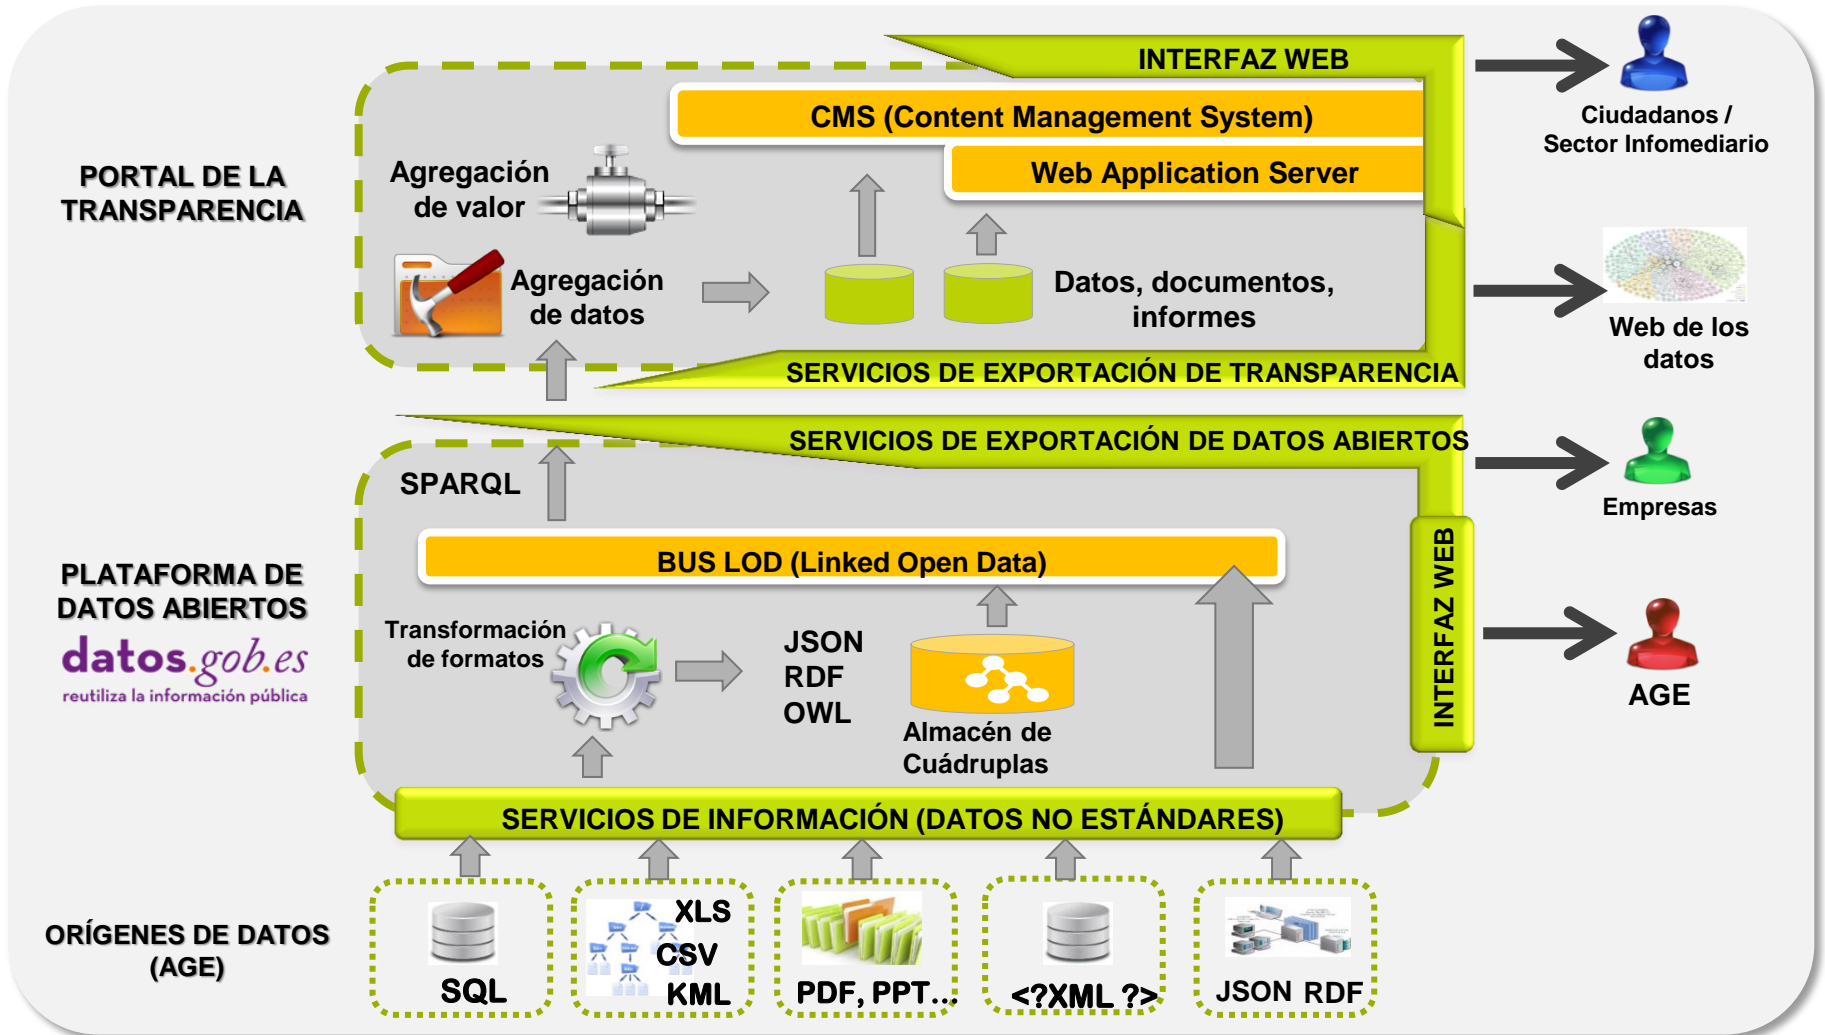 INTERFAZ WEB
CMS (Content Management System)
Web Application Server
Ciudadanos /
Sector Infomediario
PORTAL DE LA
TRANSPARENCIA
Agregación
de valor
Agregación
de datos
Datos, documentos,
informes
Web de los
datos
SERVICIOS DE EXPORTACIÓN DE TRANSPARENCIA
SERVICIOS DE EXPORTACIÓN DE DATOS ABIERTOS
SPARQL
Empresas
BUS LOD (Linked Open Data)
INTERFAZ WEB
PLATAFORMA DE
DATOS ABIERTOS
datos.gob.es
reutiliza la información pública
Transformación
de formatos
JSON
RDF
OWL
Almacén de
Cuádruplas
AGE
SERVICIOS DE INFORMACIÓN (DATOS NO ESTÁNDARES)
ORÍGENES DE DATOS
(AGE)
SQL
XLS
CSV
KML
PDF, PPT...
<?XML ?>
JSON RDF